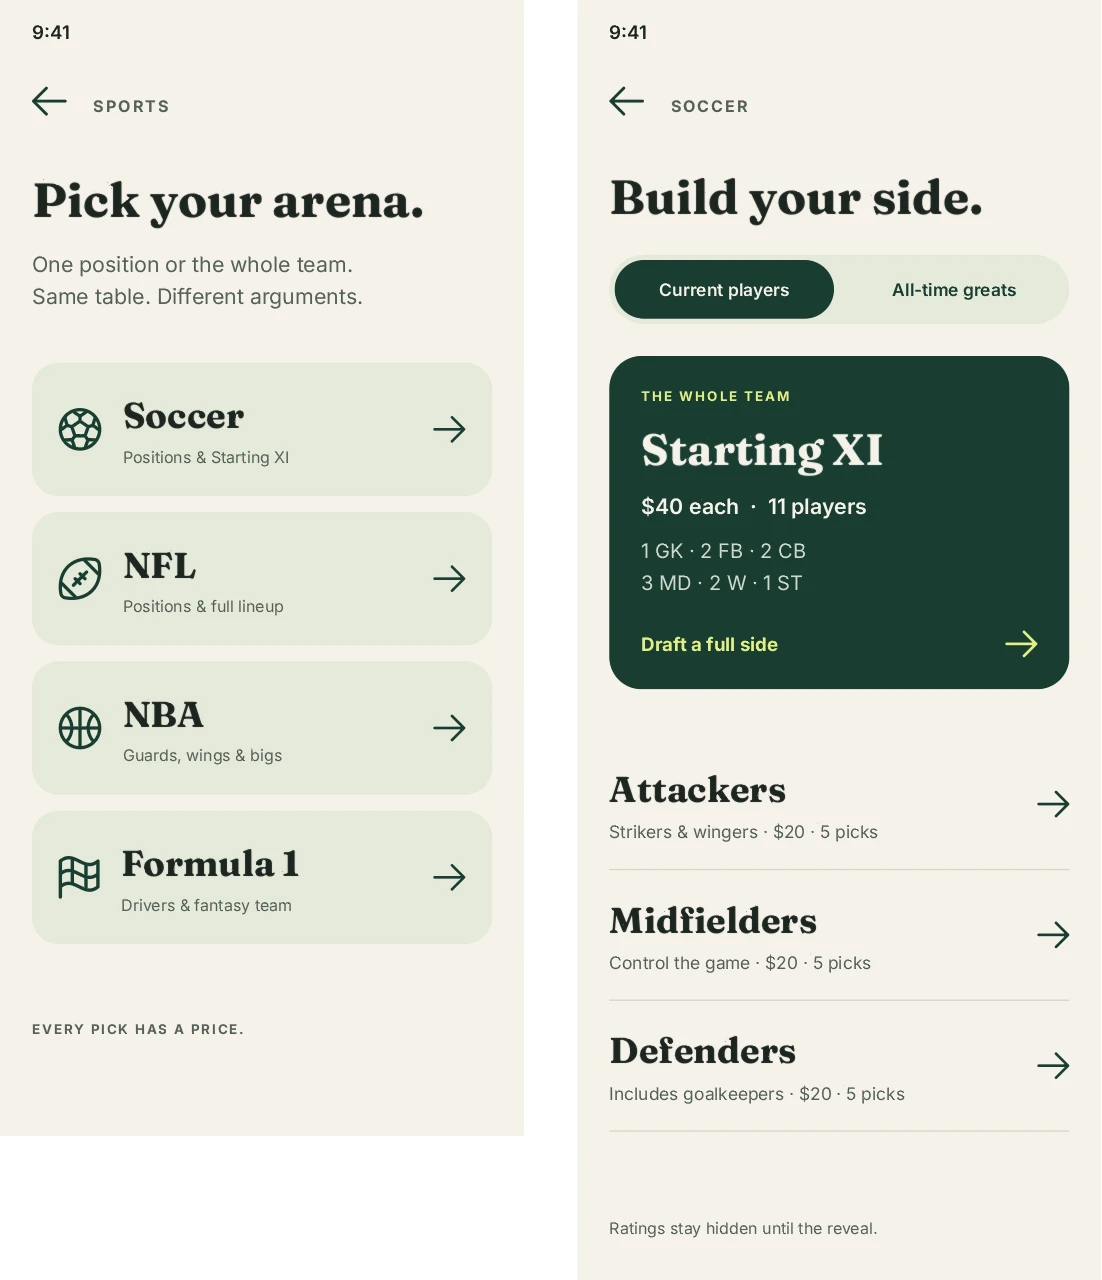 9:41
SPORTS
Pick your arena.
One position or the whole team.
Same table. Different arguments.
Soccer
Positions & Starting XI
NFL
Positions & full lineup
NBA
Guards, wings & bigs
Formula 1
Drivers & fantasy team
EVERY PICK HAS A PRICE.
9:41
SOCCER
Build your side.
Current players
All-time greats
THE WHOLE TEAM
Starting XI
$40 each · 11 players
1 GK · 2 FB · 2 CB
3 MD · 2 W · 1 ST
Draft a full side
Attackers
Strikers & wingers · $20 · 5 picks
Midfielders
Control the game · $20 · 5 picks
Defenders
Includes goalkeepers · $20 · 5 picks
Ratings stay hidden until the reveal.